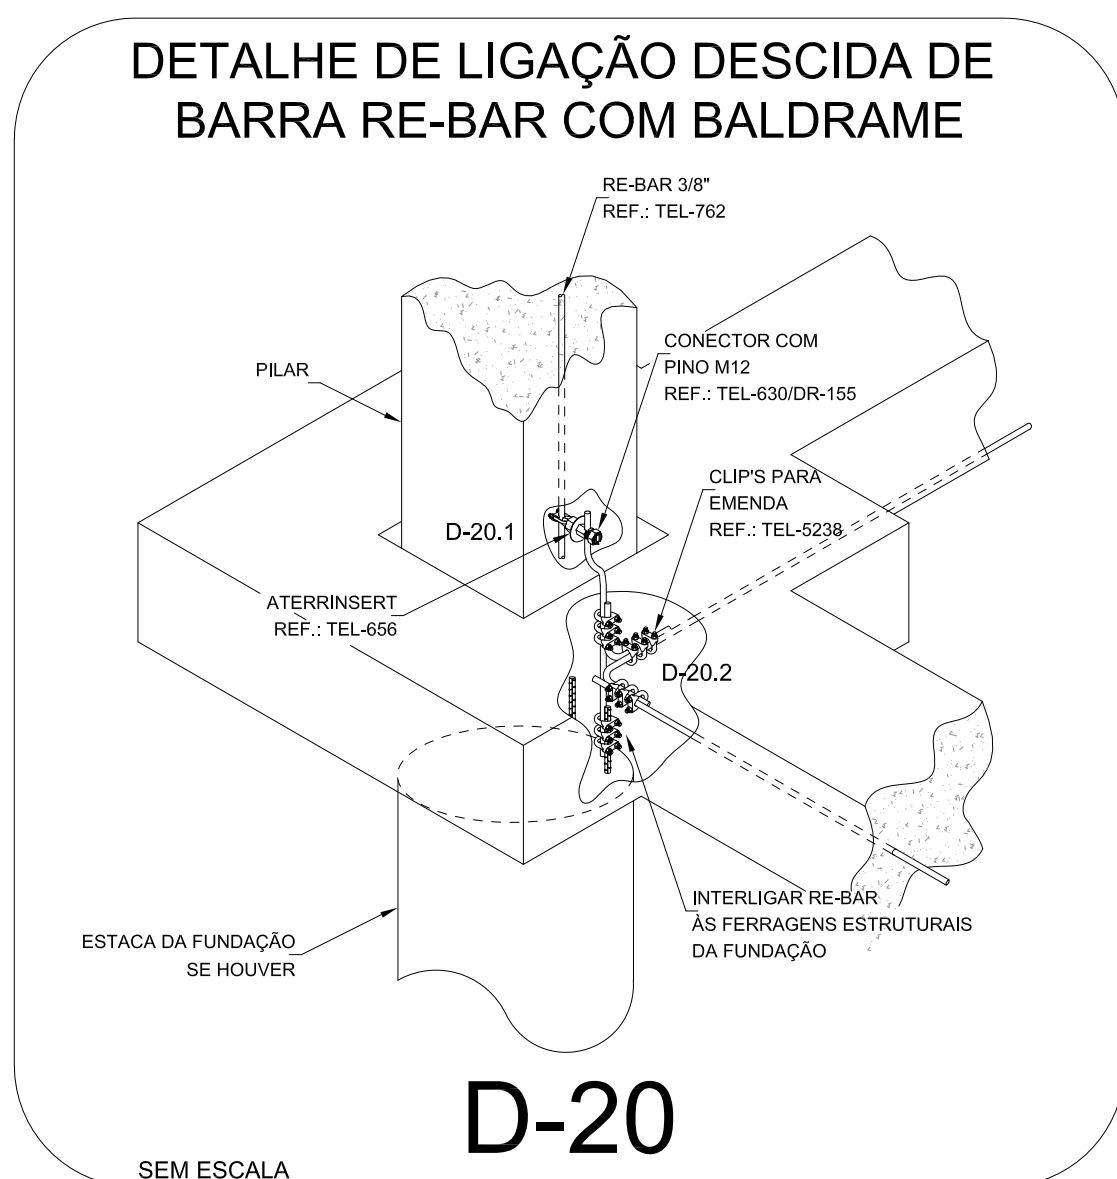 DETALHE DE LIGAÇÃO DESCIDA DE
BARRA RE-BAR COM BALDRAME
RE-BAR 3/8"
REF.: TEL-762
CONECTOR COM
PINO M12
REF.: TEL-630/DR-155
PILAR
CLIP'S PARA
EMENDA
REF.: TEL-5238
D-20.1
ATERRINSERT
REF.: TEL-656
D-20.2
INTERLIGAR RE-BAR
ÀS FERRAGENS ESTRUTURAIS
DA FUNDAÇÃO
ESTACA DA FUNDAÇÃO
SE HOUVER
D-20
SEM ESCALA